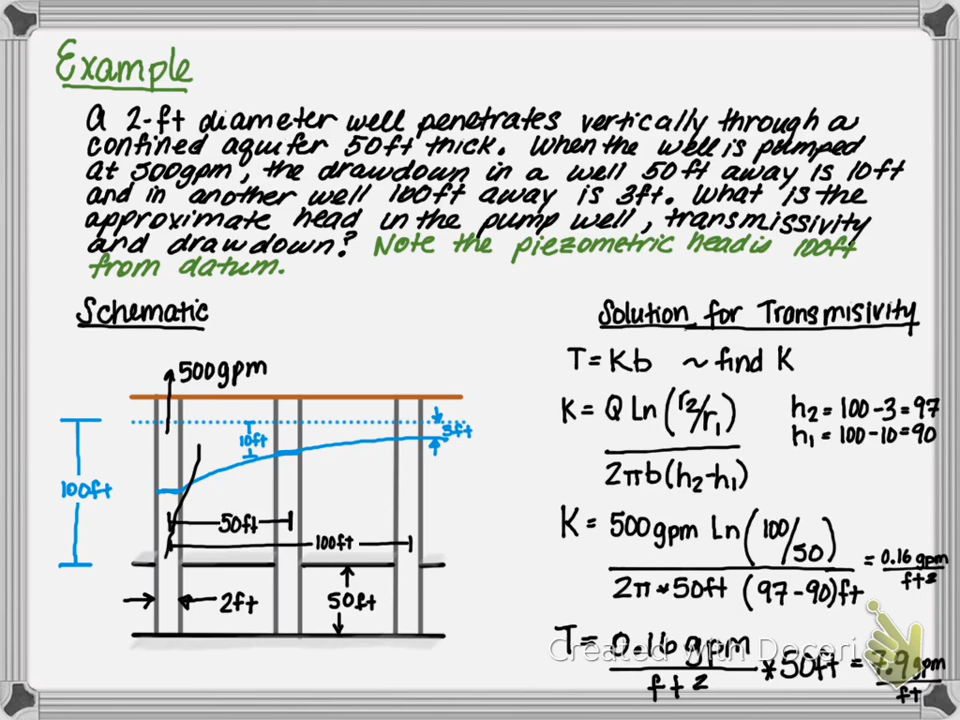 Example
A 2-ft diameter well penetrates vertically through a
confined aquifer 50ft thick. When the well is pumped
at 500gpm, the drawdown in a well 50ft away is 10ft
and in another well 100ft away is 3ft. What is the
approximate head in the pump well, transmissivity
and drawdown? Note the piezometric head is 100ft
from datum.
Schematic
500gpm
10ft
3ft
100ft
50ft
100ft
2ft
50ft
Solution for Transmisivity
T = Kb ~ find K
K = Q Ln (r2/r1)
2πb(h2-h1)
h2 = 100 - 3 = 97
h1 = 100 - 10 = 90
K = 500gpm Ln (100/50)
2π * 50ft (97 - 90)ft
= 0.16 gpm
ft²
T = 0.16 gpm
ft²
* 50ft = 7.9 gpm
ft
Created with Doceri